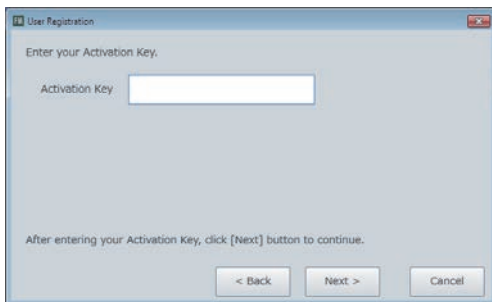 User Registration
Enter your Activation Key.
Activation Key
After entering your Activation Key, click [Next] button to continue.
< Back Next > Cancel